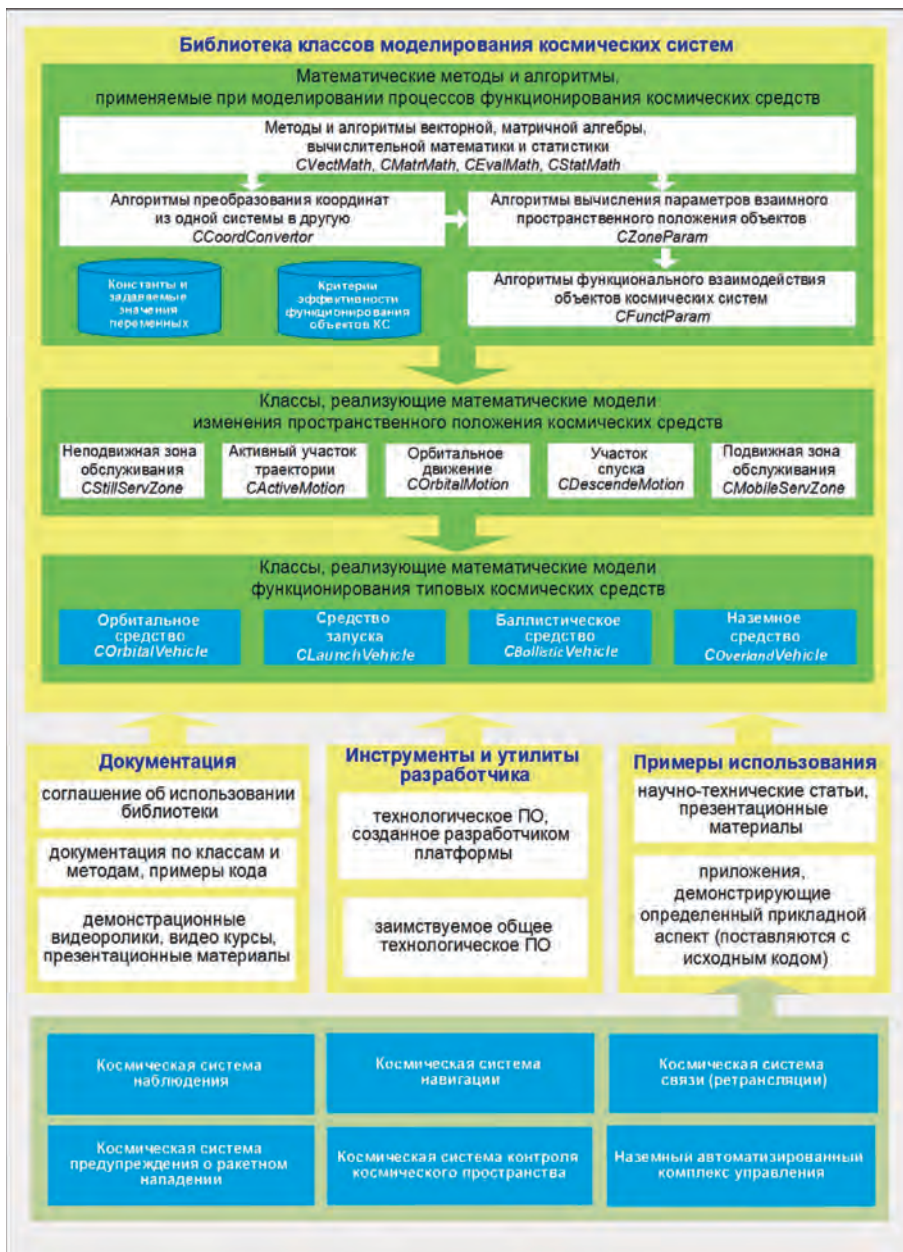 Библиотека классов моделирования космических систем
Математические методы и алгоритмы,
применяемые при моделировании процессов функционирования космических средств
Методы и алгоритмы векторной, матричной алгебры,
вычислительной математики и статистики
CVectMath, CMatrMath, CEvalMath, CStatMath
Алгоритмы преобразования координат
из одной системы в другую
CCoordConvertor
Алгоритмы вычисления параметров взаимного
пространственного положения объектов
CZoneParam
Константы и
задаваемые
значения
переменных
Критерии
эффективности
функционирования
объектов КС
Алгоритмы функционального взаимодействия
объектов космических систем
CFunctParam
Классы, реализующие математические модели
изменения пространственного положения космических средств
Неподвижная зона
обслуживания
CStillServZone
Активный участок
траектории
CActiveMotion
Орбитальное
движение
COrbitalMotion
Участок
спуска
CDescendeMotion
Подвижная зона
обслуживания
CMobileServZone
Классы, реализующие математические модели
функционирования типовых космических средств
Орбитальное
средство
COrbitalVehicle
Средство
запуска
CLaunchVehicle
Баллистическое
средство
CBollisticVehicle
Наземное
средство
COverlandVehicle
Документация
соглашение об использовании
библиотеки
документация по классам и
методам, примеры кода
демонстрационные
видеоролики, видео курсы,
презентационные материалы
Инструменты и утилиты
разработчика
технологическое ПО,
созданное разработчиком
платформы
заимствуемое общее
технологическое ПО
Примеры использования
научно-технические статьи,
презентационные
материалы
приложения,
демонстрирующие
определенный прикладной
аспект (поставляются с
исходным кодом)
Космическая система
наблюдения
Космическая система
навигации
Космическая система
связи (ретрансляции)
Космическая система
предупреждения о ракетном
нападении
Космическая система контроля
космического пространства
Наземный автоматизированный
комплекс управления